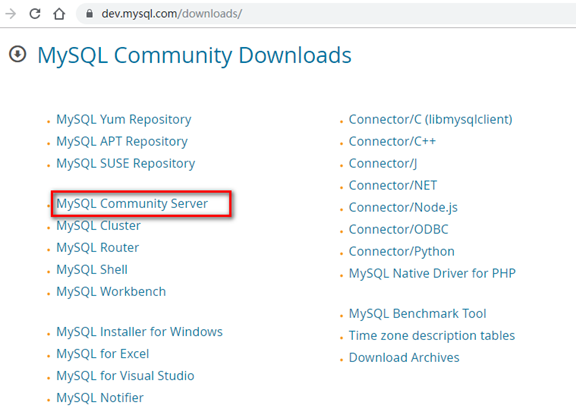 dev.mysql.com/downloads/
MySQL Community Downloads
MySQL Yum Repository
MySQL APT Repository
MySQL SUSE Repository
MySQL Community Server
MySQL Cluster
MySQL Router
MySQL Shell
MySQL Workbench
MySQL Installer for Windows
MySQL for Excel
MySQL for Visual Studio
MySQL Notifier
Connector/C (libmysqlclient)
Connector/C++
Connector/J
Connector/NET
Connector/Node.js
Connector/ODBC
Connector/Python
MySQL Native Driver for PHP
MySQL Benchmark Tool
Time zone description tables
Download Archives